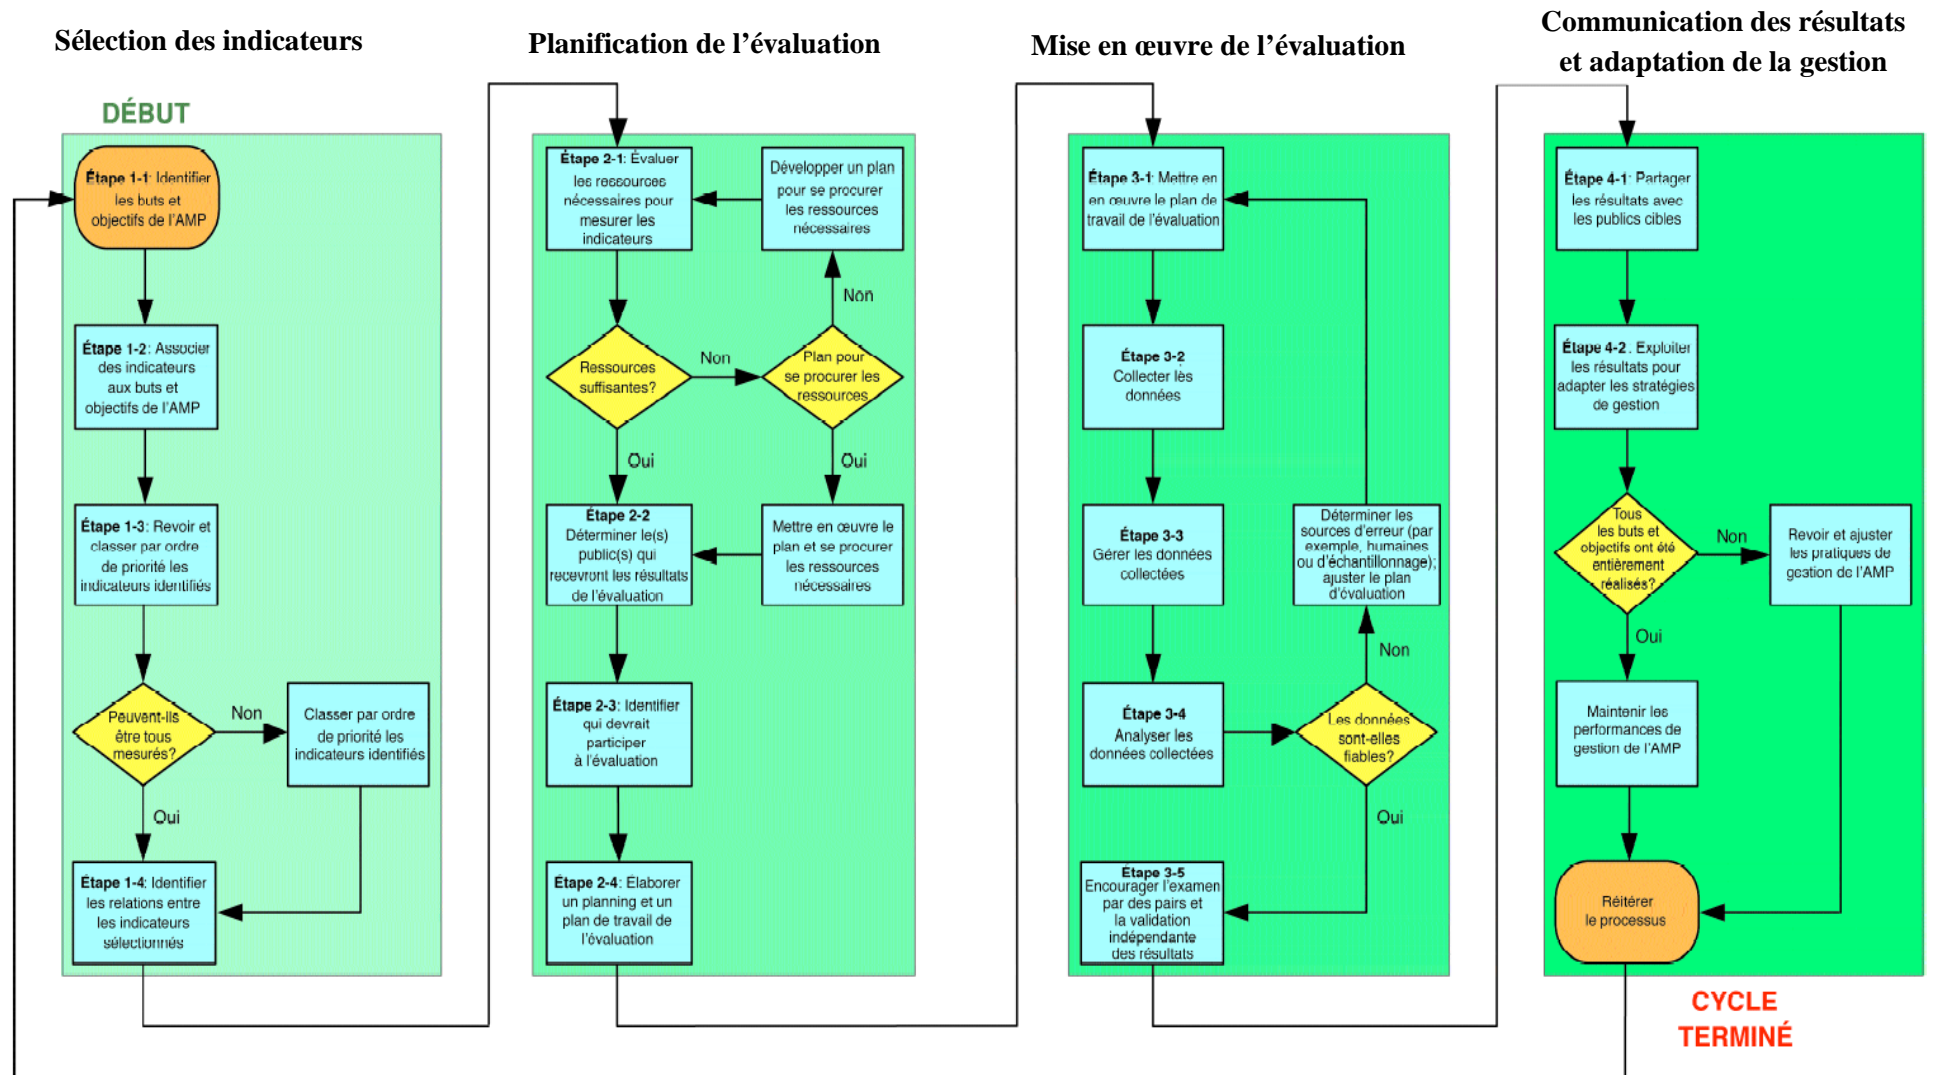 Sélection des indicateurs
DÉBUT
Étape 1-1: Identifier
les buts et
objectifs de l'AMP
Étape 1-2: Associer
des indicateurs
aux buts et
objectifs de l'AMP
Étape 1-3: Revoir et
classer par ordre
de priorité les
indicateurs identifiés
Peuvent-ils
être tous
mesurés?
Non
Classer par ordre
de priorité les
indicateurs identifiés
Oui
Étape 1-4: Identifier
les relations entre
les indicateurs
sélectionnés
Planification de l'évaluation
Étape 2-1: Évaluer
les ressources
nécessaires pour
mesurer les
indicateurs
Développer un plan
pour se procurer
les ressources
nécessaires
Non
Ressources
suffisantes?
Non
Plan pour
se procurer les
ressources
Oui
Oui
Étape 2-2
Déterminer le(s)
public(s) qui
recevront les résultats
de l'évaluation
Mettre en œuvre le
plan et se procurer
les ressources
nécessaires
Étape 2-3: Identifier
qui devrait
participer
à l'évaluation
Étape 2-4: Élaborer
un planning et un
plan de travail de
l'évaluation
Mise en œuvre de l'évaluation
Étape 3-1: Mettre en
en œuvre le plan de
travail de l'évaluation
Étape 3-2
Collecter les
données
Étape 3-3
Gérer les données
collectées
Déterminer les
sources d'erreur (par
exemple, humaines
ou d'échantillonnage);
ajuster le plan
d'évaluation
Non
Étape 3-4
Analyser les
données collectées
Les données
sont-elles
fiables?
Oui
Étape 3-5
Encourager l'examen
par des pairs et
la validation
indépendante
des résultats
Communication des résultats
et adaptation de la gestion
Étape 4-1: Partager
les résultats avec
les publics cibles
Étape 4-2. Exploiter
les résultats pour
adapter les stratégies
de gestion
Tous
les buts et
objectifs ont été
entièrement
réalisés?
Non
Revoir et ajuster
les pratiques de
gestion de l'AMP
Oui
Maintenir les
performances de
gestion de l'AMP
Réitérer
le processus
CYCLE
TERMINÉ